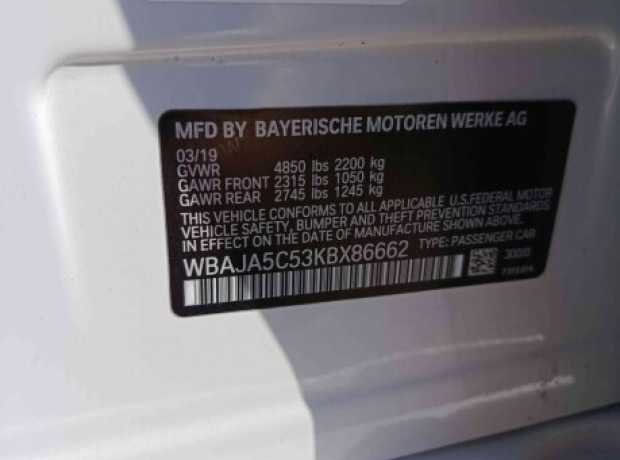 MFD BY BAYERISCHE MOTOREN WERKE AG
03/19
GVWR 4850 lbs 2200 kg
GAWR FRONT 2315 lbs 1050 kg
GAWR REAR 2745 lbs 1245 kg
THIS VEHICLE CONFORMS TO ALL APPLICABLE U.S.FEDERAL MOTOR
VEHICLE SAFETY, BUMPER AND THEFT PREVENTION STANDARDS
IN EFFECT ON THE DATE OF MANUFACTURE SHOWN ABOVE.
WBAJA5C53KBX86662 TYPE: PASSENGER CAR